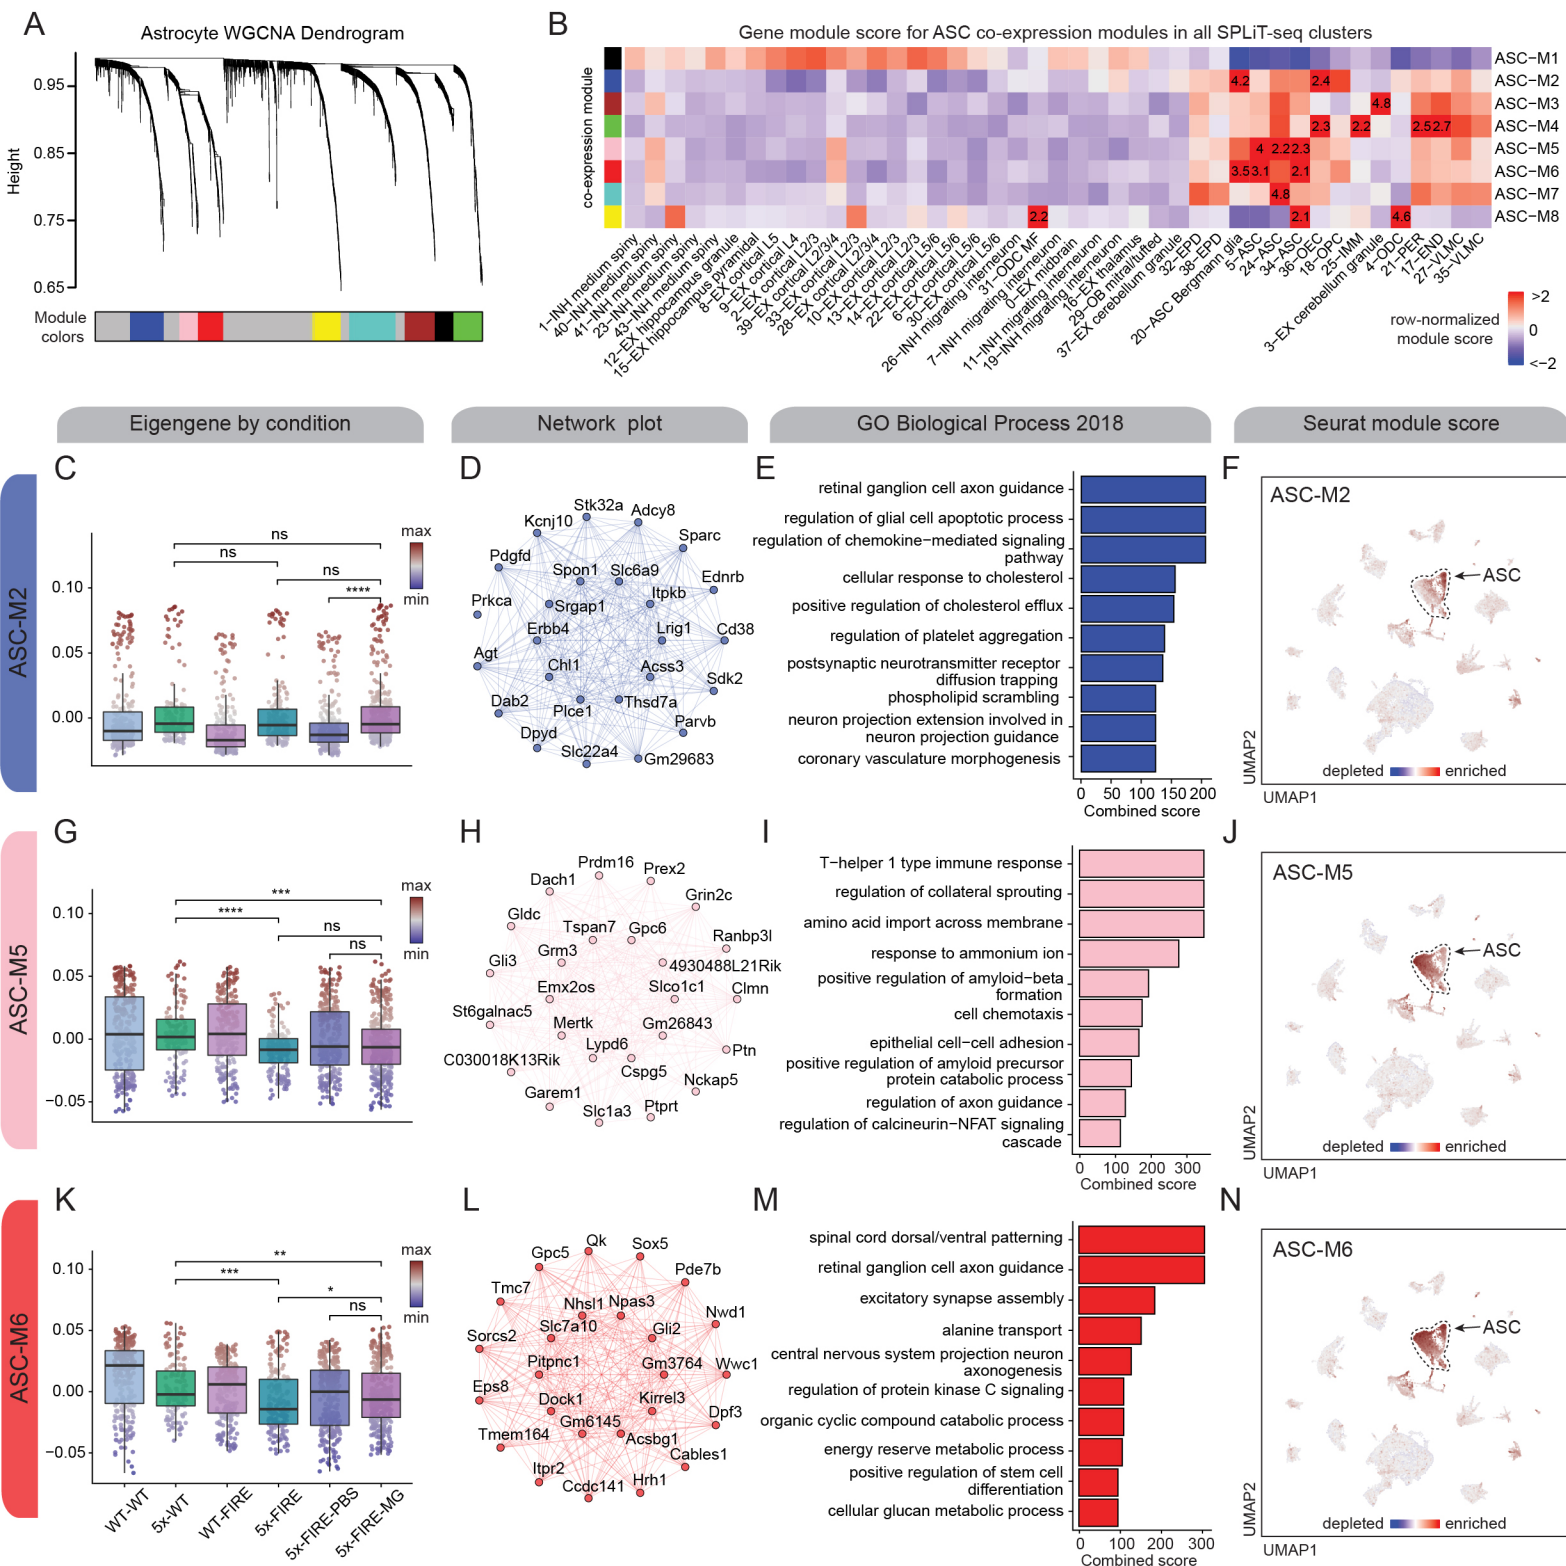 A
Astrocyte WGCNA Dendrogram
Height
0.95
0.85
0.75
0.65
Module
colors
B
Gene module score for ASC co-expression modules in all SPLiT-seq clusters
co-expression module
4.2
2.4
4.8
2.3
2.2
2.5
2.7
4
2.2
2.3
3.5
3.1
2.1
4.8
2.2
2.1
4.6
ASC−M1
ASC−M2
ASC−M3
ASC−M4
ASC−M5
ASC−M6
ASC−M7
ASC−M8
1−INH medium spiny
40−INH medium spiny
41−INH medium spiny
23−INH medium spiny
43−INH medium spiny
12−EX hippocampus granule
15−EX hippocampus pyramidal
8−EX cortical L5
9−EX cortical L4
2−EX cortical L2/3
39−EX cortical L2/3/4
33−EX cortical L2/3
28−EX cortical L2/3/4
10−EX cortical L2/3
13−EX cortical L5/6
14−EX cortical L5/6
22−EX cortical L5/6
6−EX cortical L5/6
30−EX cortical L5/6
26−INH migrating interneuron
31−ODC MF
7−INH migrating interneuron
0−EX midbrain
11−INH migrating interneuron
19−INH migrating interneuron
16−EX thalamus
29−OB mitral/tufted
37−EX cerebellum granule
32−EPD
38−EPD
20−ASC Bergmann glia
5−ASC
24−ASC
34−ASC
36−OEC
18−OPC
25−IMM
3−EX cerebellum granule
4−ODC
21−PER
17−END
27−VLMC
35−VLMC
row-normalized
module score
>2
0
<−2
Eigengene by condition
Network plot
GO Biological Process 2018
Seurat module score
ASC-M2
C
0.10
0.05
0.00
ns
ns
ns
****
max
min
D
Stk32a
Adcy8
Kcnj10
Sparc
Pdgfd
Spon1
Slc6a9
Ednrb
Itpkb
Prkca
Srgap1
Erbb4
Lrig1
Cd38
Agt
Chl1
Acss3
Sdk2
Dab2
Plce1
Thsd7a
Parvb
Dpyd
Slc22a4
Gm29683
E
retinal ganglion cell axon guidance
regulation of glial cell apoptotic process
regulation of chemokine−mediated signaling
pathway
cellular response to cholesterol
positive regulation of cholesterol efflux
regulation of platelet aggregation
postsynaptic neurotransmitter receptor
diffusion trapping
phospholipid scrambling
neuron projection extension involved in
neuron projection guidance
coronary vasculature morphogenesis
0 50 100 150 200
Combined score
F
ASC-M2
ASC
depleted
enriched
UMAP2
UMAP1
ASC-M5
G
0.10
0.05
0.00
−0.05
***
****
ns
ns
max
min
H
Prdm16
Prex2
Dach1
Grin2c
Gldc
Tspan7
Gpc6
Ranbp3l
Grm3
4930488L21Rik
Gli3
Emx2os
Slco1c1
Clmn
St6galnac5
Mertk
Gm26843
Lypd6
Ptn
C030018K13Rik
Cspg5
Nckap5
Garem1
Slc1a3
Ptprt
I
T−helper 1 type immune response
regulation of collateral sprouting
amino acid import across membrane
response to ammonium ion
positive regulation of amyloid−beta
formation
cell chemotaxis
epithelial cell−cell adhesion
positive regulation of amyloid precursor
protein catabolic process
regulation of axon guidance
regulation of calcineurin−NFAT signaling
cascade
0 100 200 300
Combined score
J
ASC-M5
ASC
depleted
enriched
UMAP2
UMAP1
ASC-M6
K
0.10
0.05
0.00
−0.05
**
***
*
ns
max
min
WT-WT
5x-WT
WT-FIRE
5x-FIRE
5x-FIRE-PBS
5x-FIRE-MG
L
Qk
Sox5
Gpc5
Pde7b
Tmc7
Nhsl1
Npas3
Nwd1
Slc7a10
Gli2
Sorcs2
Pitpnc1
Gm3764
Wwc1
Eps8
Dock1
Kirrel3
Dpf3
Gm6145
Tmem164
Acsbg1
Cables1
Itpr2
Ccdc141
Hrh1
M
spinal cord dorsal/ventral patterning
retinal ganglion cell axon guidance
excitatory synapse assembly
alanine transport
central nervous system projection neuron
axonogenesis
regulation of protein kinase C signaling
organic cyclic compound catabolic process
energy reserve metabolic process
positive regulation of stem cell
differentiation
cellular glucan metabolic process
0 100 200 300
Combined score
N
ASC-M6
ASC
depleted
enriched
UMAP2
UMAP1